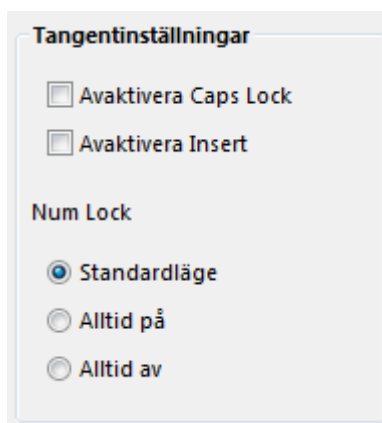 Tangentinställningar
Avaktivera Caps Lock
Avaktivera Insert
Num Lock
Standardläge
Alltid på
Alltid av